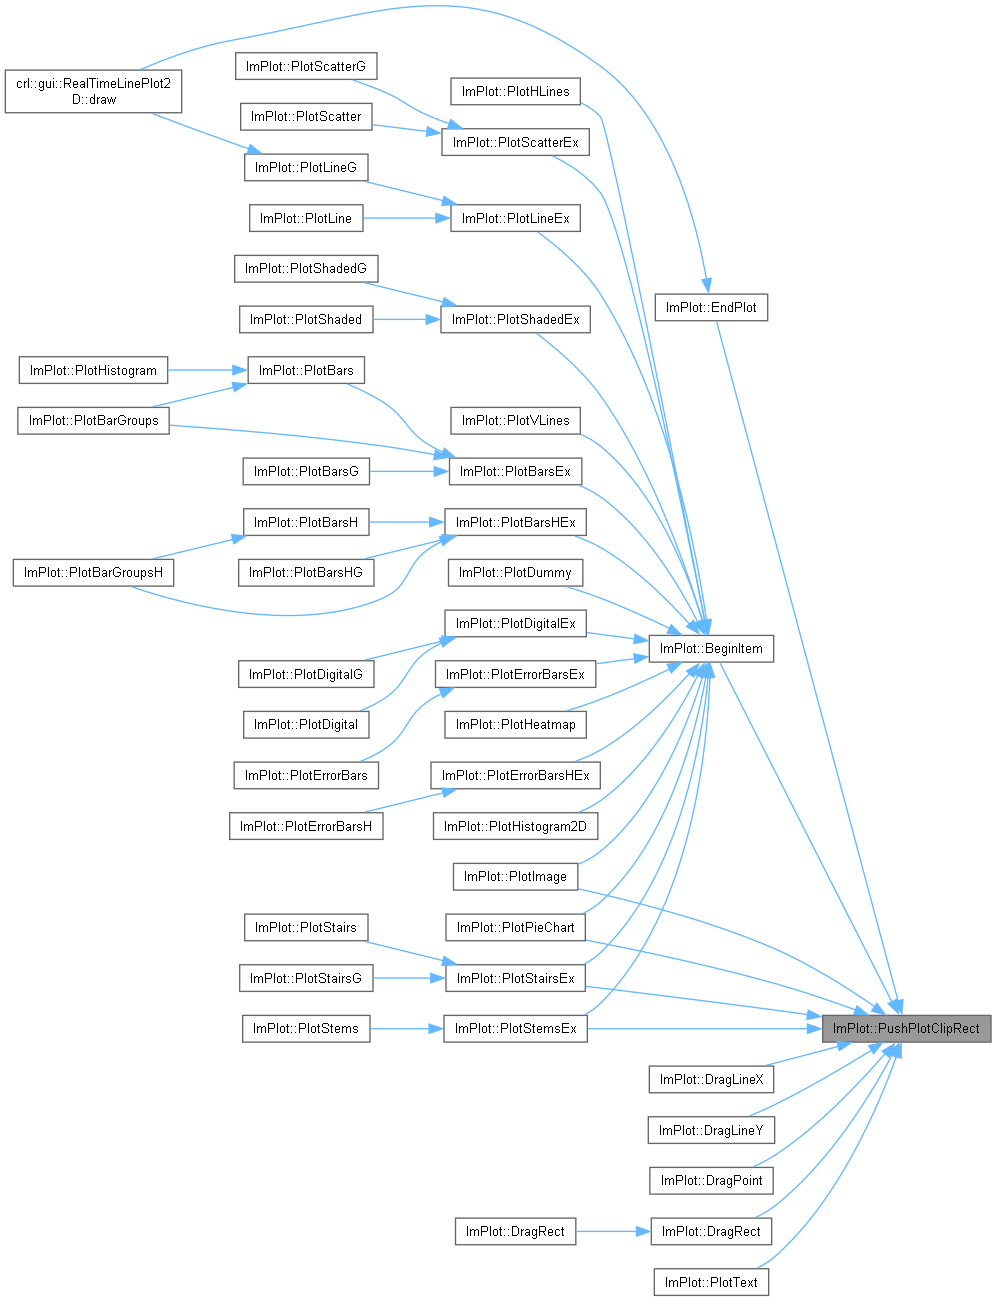 crl::gui::RealTimeLinePlot2
D::draw
ImPlot::PlotScatterG
ImPlot::PlotHLines
ImPlot::PlotScatter
ImPlot::PlotScatterEx
ImPlot::PlotLineG
ImPlot::PlotLine
ImPlot::PlotLineEx
ImPlot::PlotShadedG
ImPlot::EndPlot
ImPlot::PlotShaded
ImPlot::PlotShadedEx
ImPlot::PlotHistogram
ImPlot::PlotBars
ImPlot::PlotBarGroups
ImPlot::PlotVLines
ImPlot::PlotBarsG
ImPlot::PlotBarsEx
ImPlot::PlotBarsH
ImPlot::PlotBarsHEx
ImPlot::PlotBarGroupsH
ImPlot::PlotBarsHG
ImPlot::PlotDummy
ImPlot::PlotDigitalEx
ImPlot::BeginItem
ImPlot::PlotDigitalG
ImPlot::PlotErrorBarsEx
ImPlot::PlotDigital
ImPlot::PlotHeatmap
ImPlot::PlotErrorBars
ImPlot::PlotErrorBarsHEx
ImPlot::PlotErrorBarsH
ImPlot::PlotHistogram2D
ImPlot::PlotImage
ImPlot::PlotStairs
ImPlot::PlotPieChart
ImPlot::PlotStairsG
ImPlot::PlotStairsEx
ImPlot::PlotStems
ImPlot::PlotStemsEx
ImPlot::PushPlotClipRect
ImPlot::DragLineX
ImPlot::DragLineY
ImPlot::DragPoint
ImPlot::DragRect
ImPlot::DragRect
ImPlot::PlotText